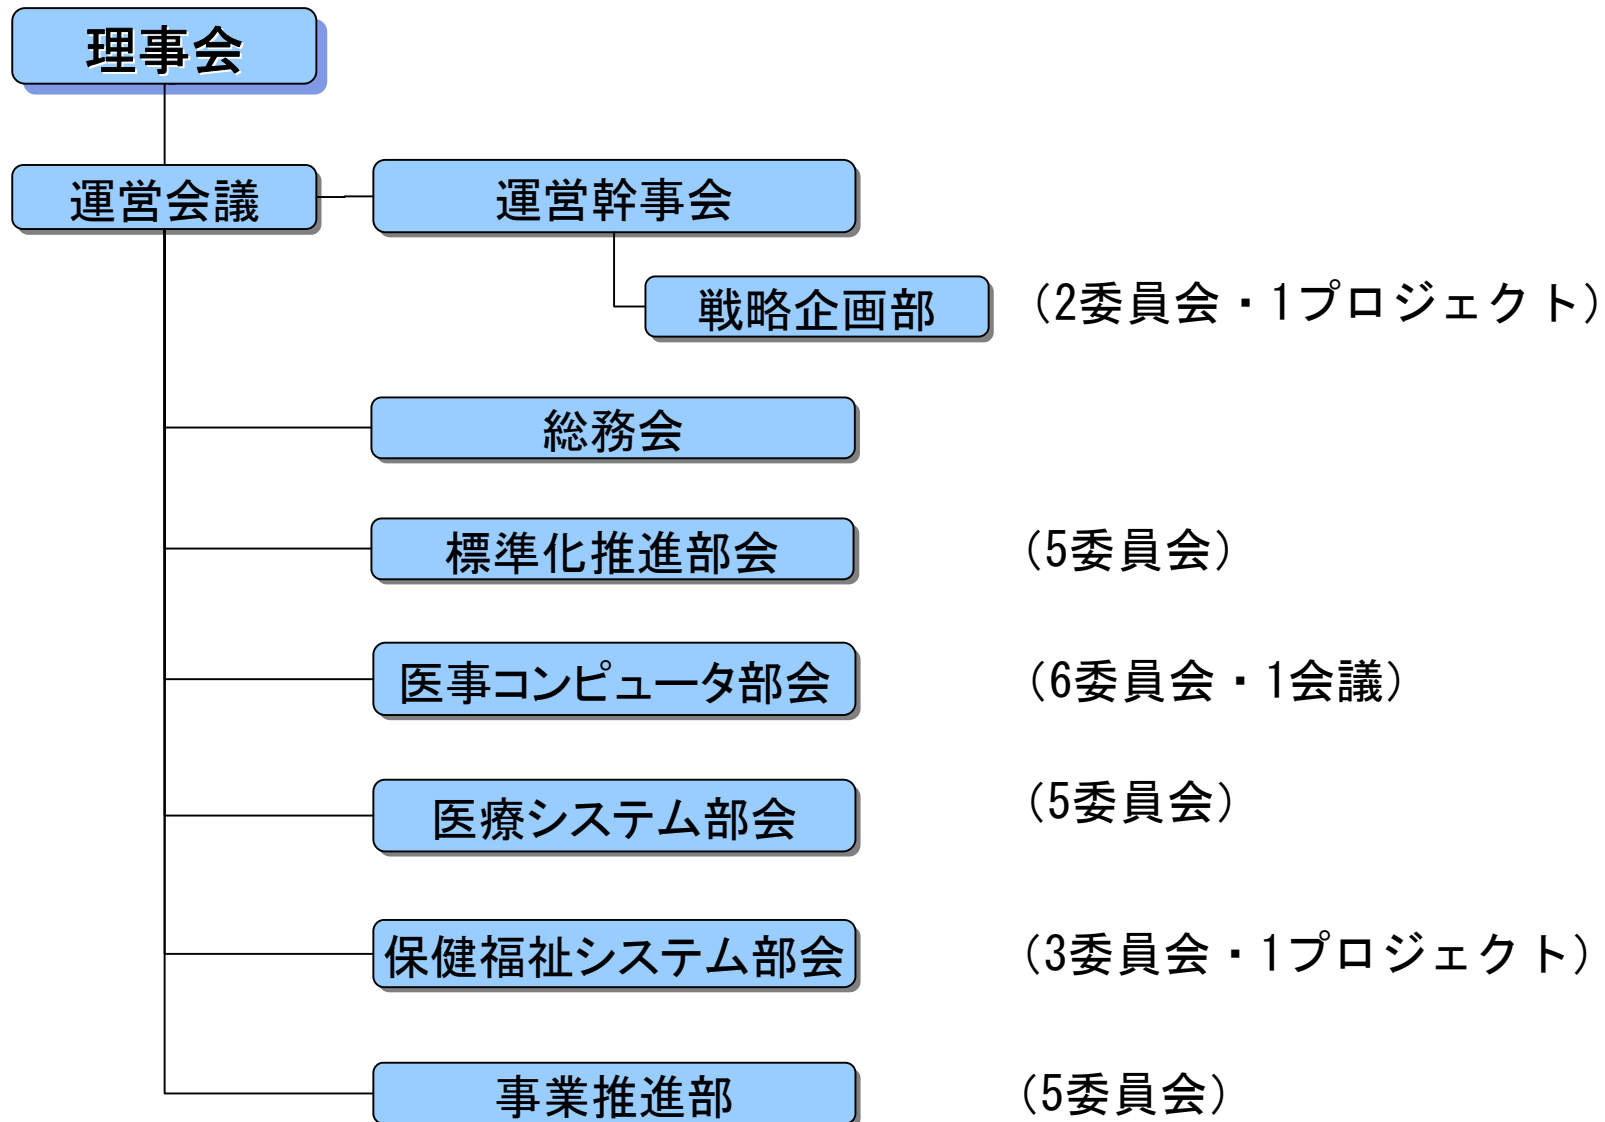 理事会
運営会議
運営幹事会
戦略企画部
（2委員会・1プロジェクト）
総務会
標準化推進部会
（5委員会）
医事コンピュータ部会
（6委員会・1会議）
医療システム部会
（5委員会）
保健福祉システム部会
（3委員会・1プロジェクト）
事業推進部
（5委員会）